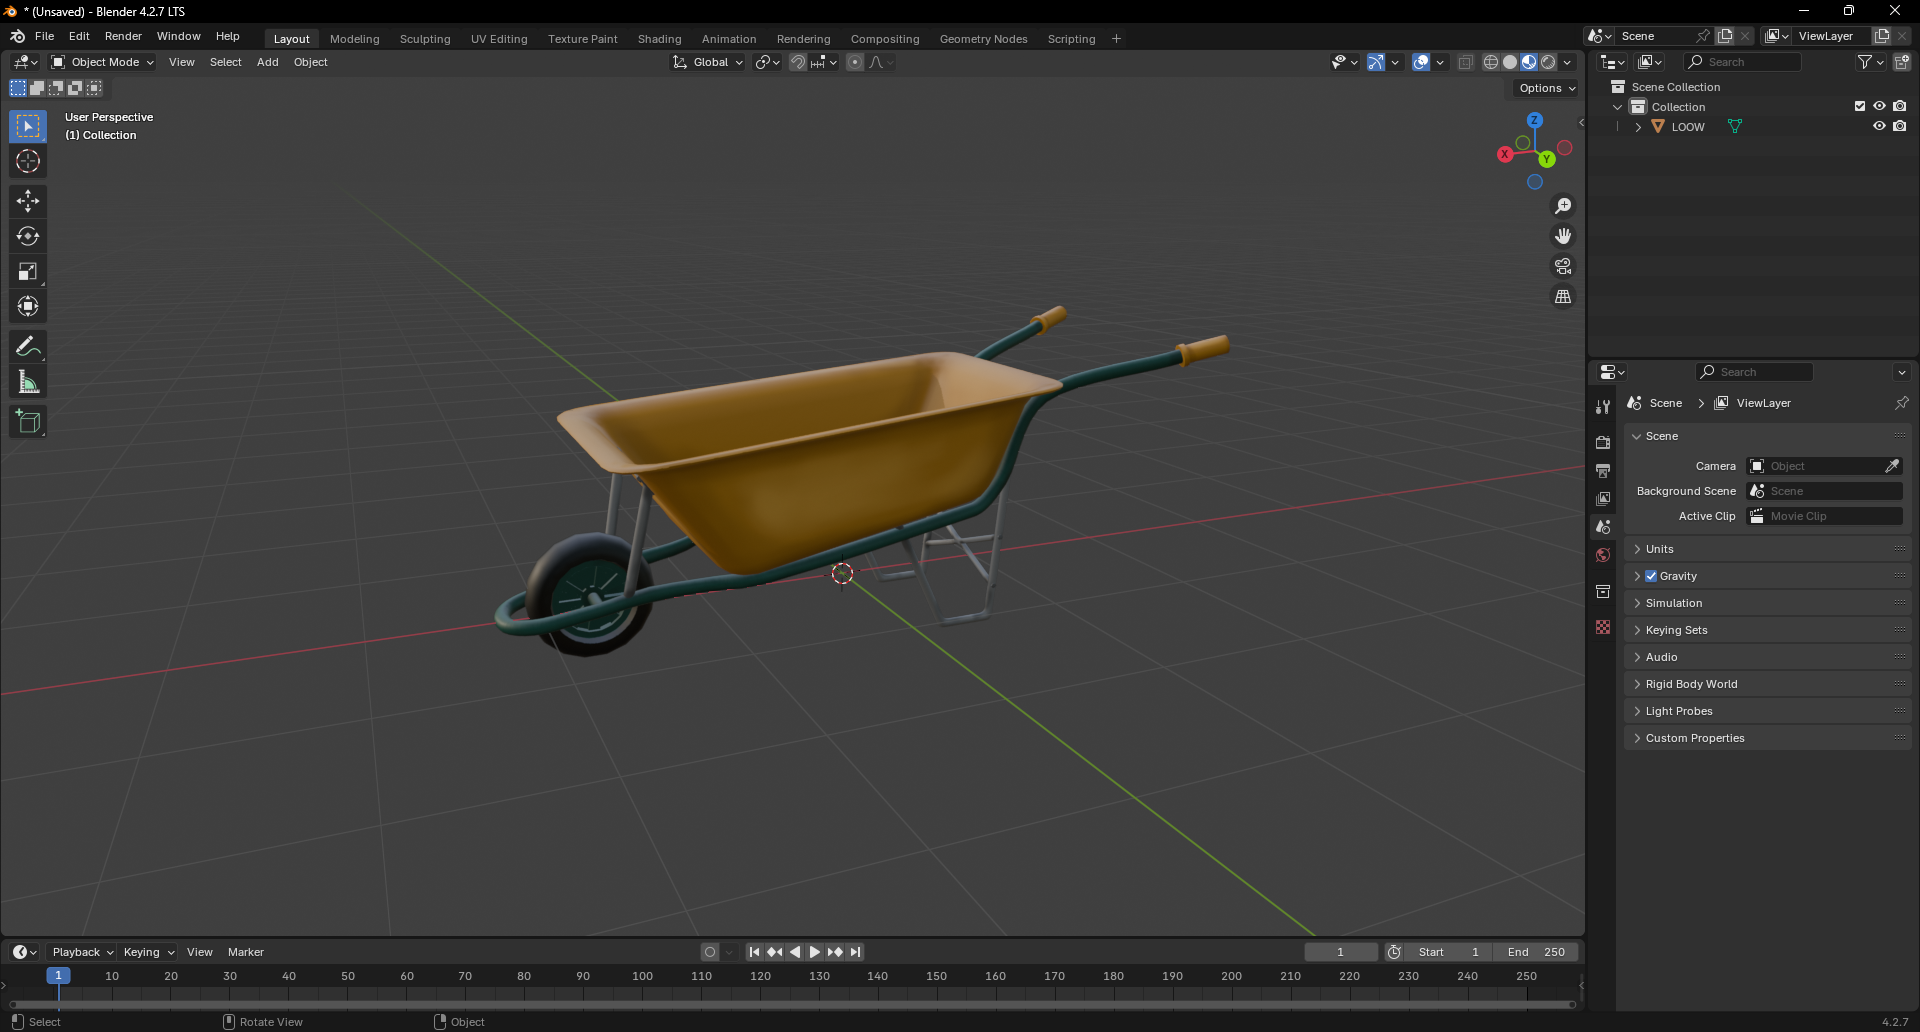 * (Unsaved) - Blender 4.2.7 LTS
File Edit Render Window Help Layout Modeling Sculpting UV Editing Texture Paint Shading Animation Rendering Compositing Geometry Nodes Scripting + Scene ViewLayer
Object Mode View Select Add Object Global Search
Options
User Perspective
(1) Collection
Z
X
Y
Scene Collection
Collection
LOOW
Search
Scene ViewLayer
Scene
Camera Object
Background Scene Scene
Active Clip Movie Clip
Units
Gravity
Simulation
Keying Sets
Audio
Rigid Body World
Light Probes
Custom Properties
Playback Keying View Marker 1 Start 1 End 250
1 10 20 30 40 50 60 70 80 90 100 110 120 130 140 150 160 170 180 190 200 210 220 230 240 250
Select Rotate View Object 4.2.7